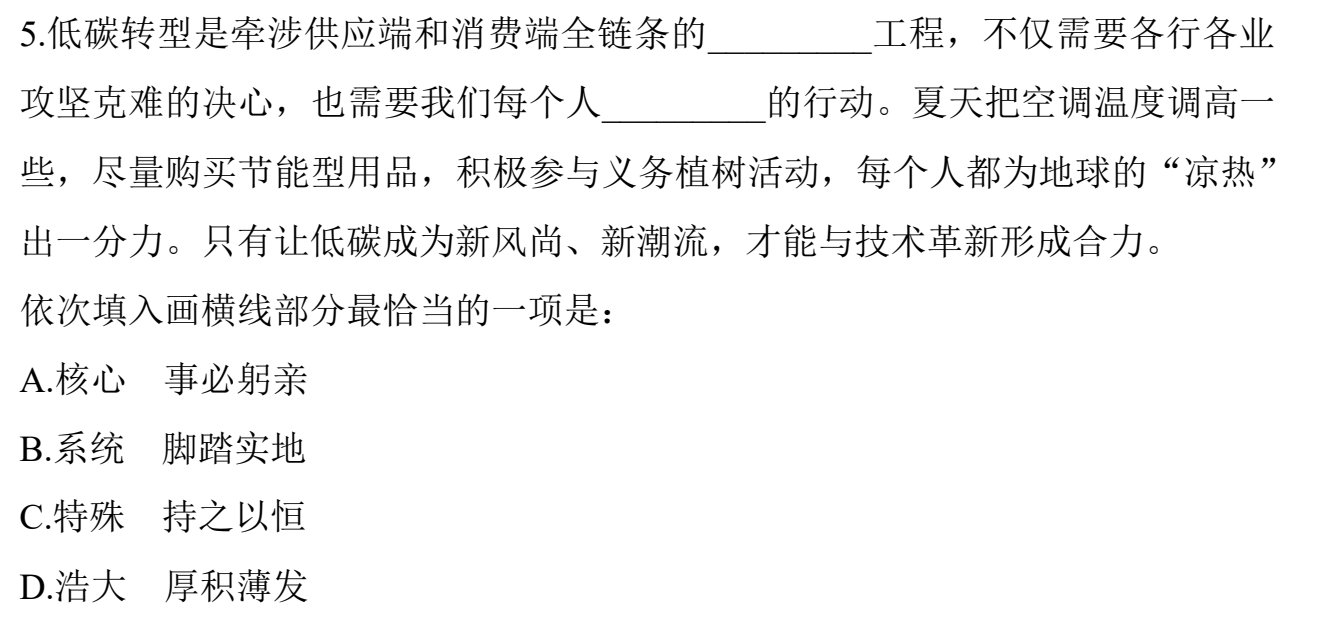 5.低碳转型是牵涉供应端和消费端全链条的_________工程，不仅需要各行各业
攻坚克难的决心，也需要我们每个人_________的行动。夏天把空调温度调高一
些，尽量购买节能型用品，积极参与义务植树活动，每个人都为地球的“凉热”
出一分力。只有让低碳成为新风尚、新潮流，才能与技术革新形成合力。
依次填入画横线部分最恰当的一项是：
A.核心　事必躬亲
B.系统　脚踏实地
C.特殊　持之以恒
D.浩大　厚积薄发